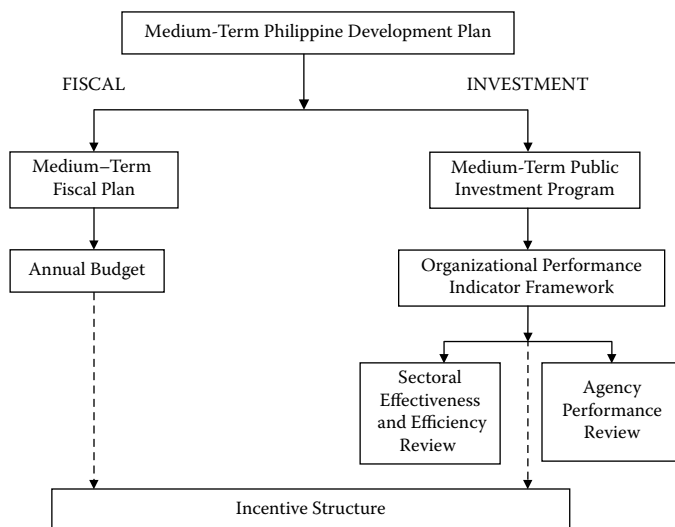 Medium-Term Philippine Development Plan
FISCAL
INVESTMENT
Medium–Term
Fiscal Plan
Medium-Term Public
Investment Program
Annual Budget
Organizational Performance
Indicator Framework
Sectoral
Effectiveness
and Efficiency
Review
Agency
Performance
Review
Incentive Structure